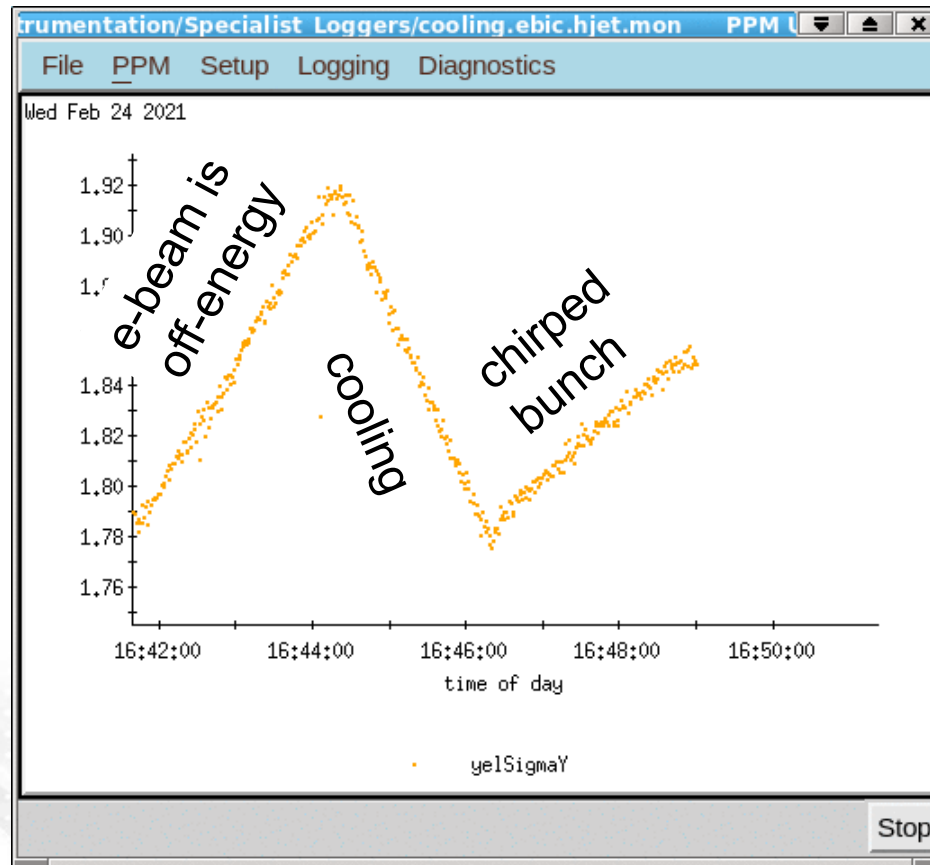 trumentation/Specialist Loggers/cooling.ebic.hjet.mon PPM U
File PPM Setup Logging Diagnostics
Wed Feb 24 2021
1.92
1.90
1.84
1.82
1.80
1.78
1.76
e-beam is
off-energy
cooling
chirped
bunch
16:42:00 16:44:00 16:46:00 16:48:00 16:50:00
time of day
yelSigmaY
Stop